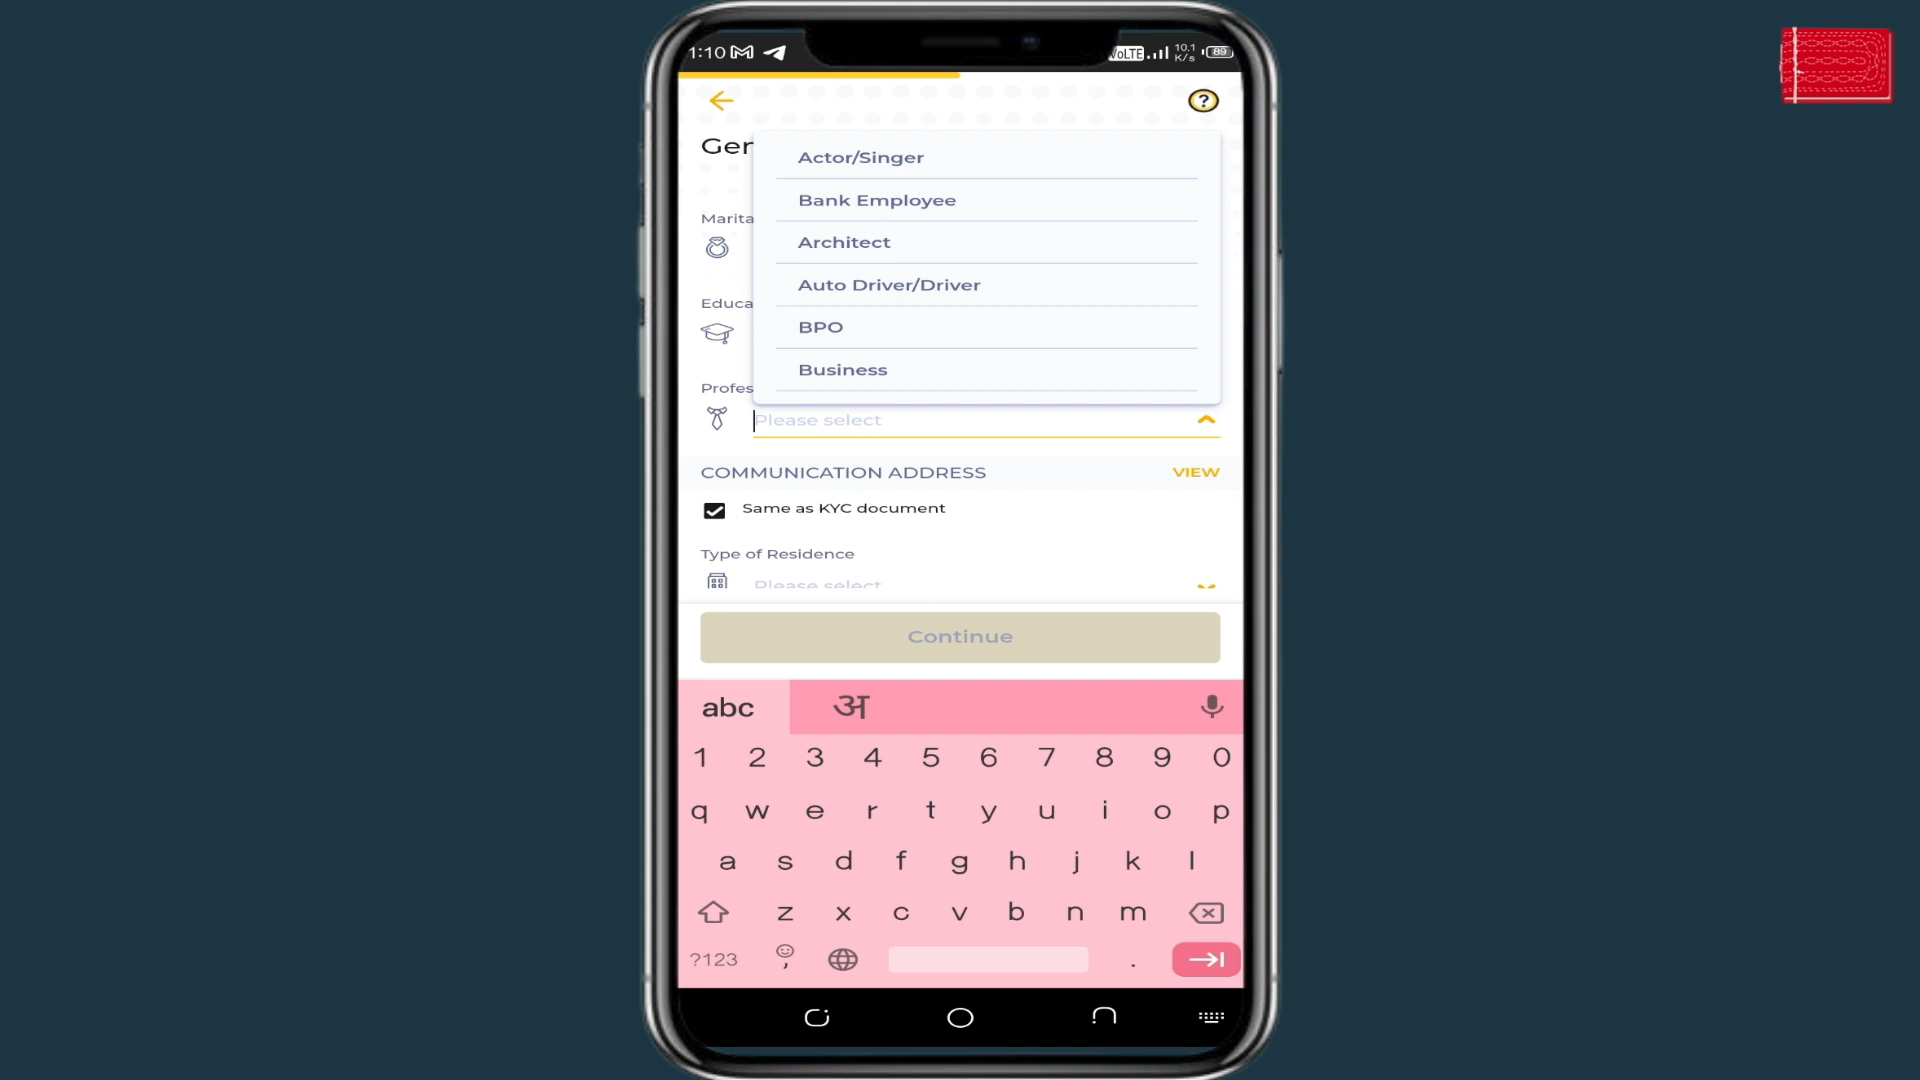 1:10
VoLTE
10.1
K/s
89
?
Ger
Actor/Singer
Bank Employee
Marita
Architect
Auto Driver/Driver
Educa
BPO
Business
Profes
Please select
COMMUNICATION ADDRESS VIEW
Same as KYC document
Type of Residence
Please select
Continue
abc अ
1 2 3 4 5 6 7 8 9 0
q w e r t y u i o p
a s d f g h j k l
z x c v b n m
?123 , .